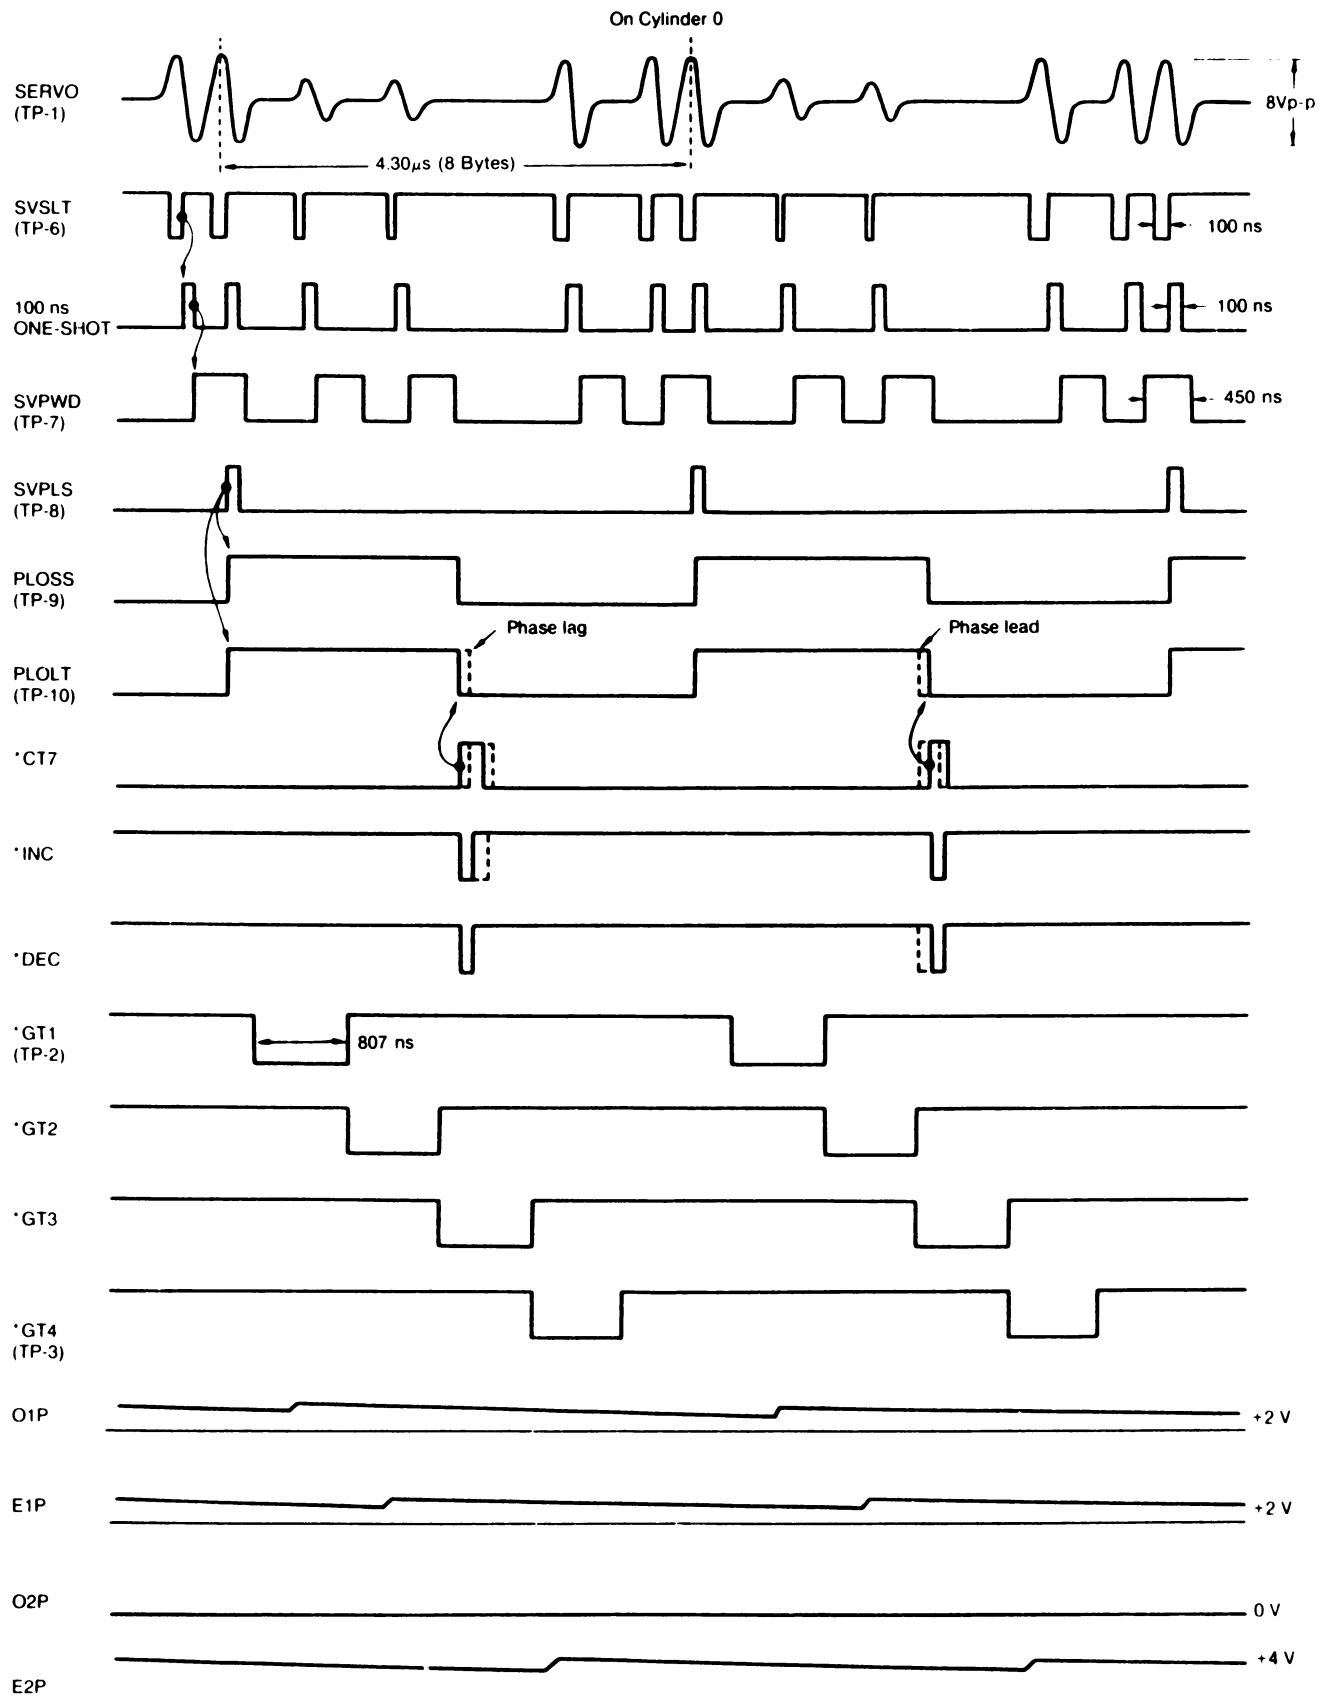 On Cylinder 0
SERVO
(TP-1)
8Vp-p
4.30μs (8 Bytes)
SVSLT
(TP-6)
100 ns
100 ns
ONE-SHOT
100 ns
SVPWD
(TP-7)
450 ns
SVPLS
(TP-8)
PLOSS
(TP-9)
Phase lag
Phase lead
PLOLT
(TP-10)
*CT7
*INC
*DEC
*GT1
(TP-2)
807 ns
*GT2
*GT3
*GT4
(TP-3)
O1P
+2 V
E1P
+2 V
O2P
0 V
+4 V
E2P